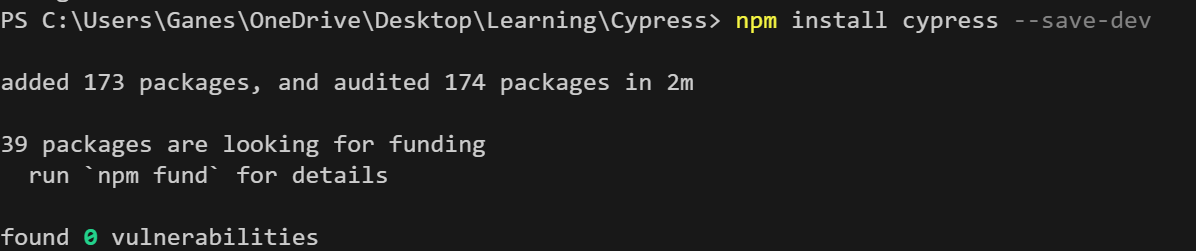 PS C:\Users\Ganes\OneDrive\Desktop\Learning\Cypress> npm install cypress --save-dev
added 173 packages, and audited 174 packages in 2m
39 packages are looking for funding
  run `npm fund` for details
found 0 vulnerabilities